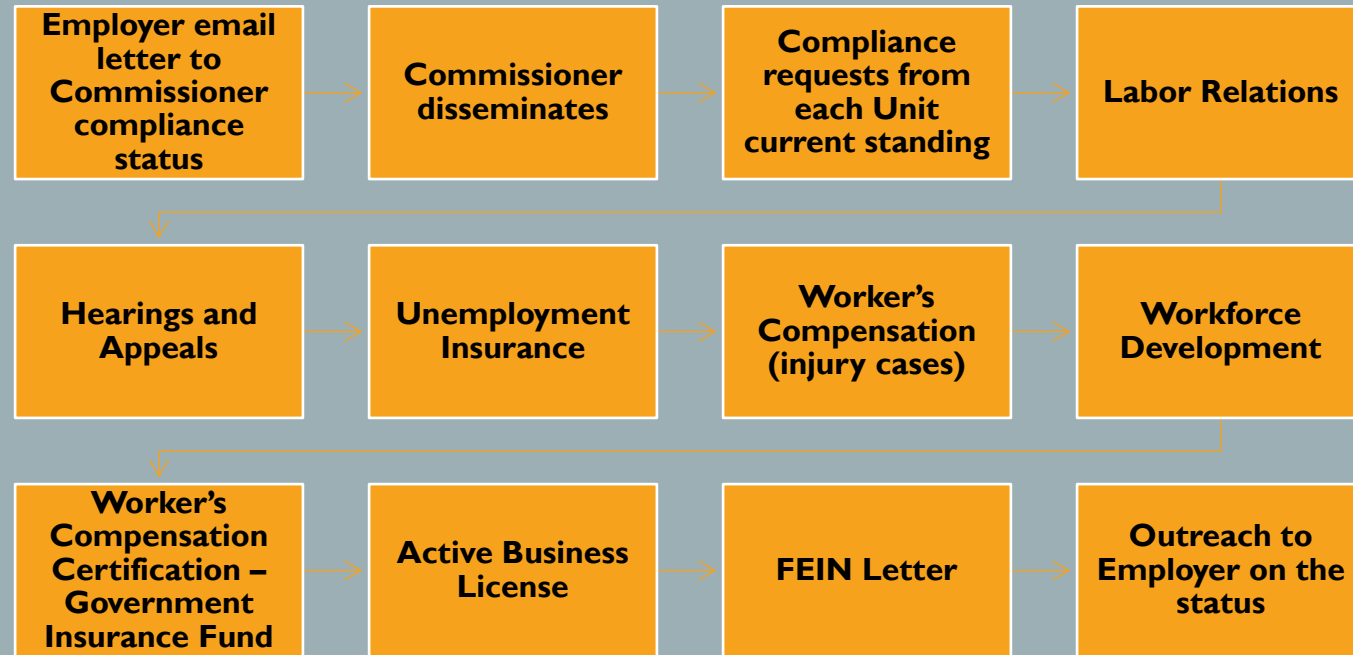 Employer email
letter to
Commissioner
compliance
status
Commissioner
disseminates
Compliance
requests from
each Unit
current standing
Labor Relations
Hearings and
Appeals
Unemployment
Insurance
Worker’s
Compensation
(injury cases)
Workforce
Development
Worker’s
Compensation
Certification –
Government
Insurance Fund
Active Business
License
FEIN Letter
Outreach to
Employer on the
status